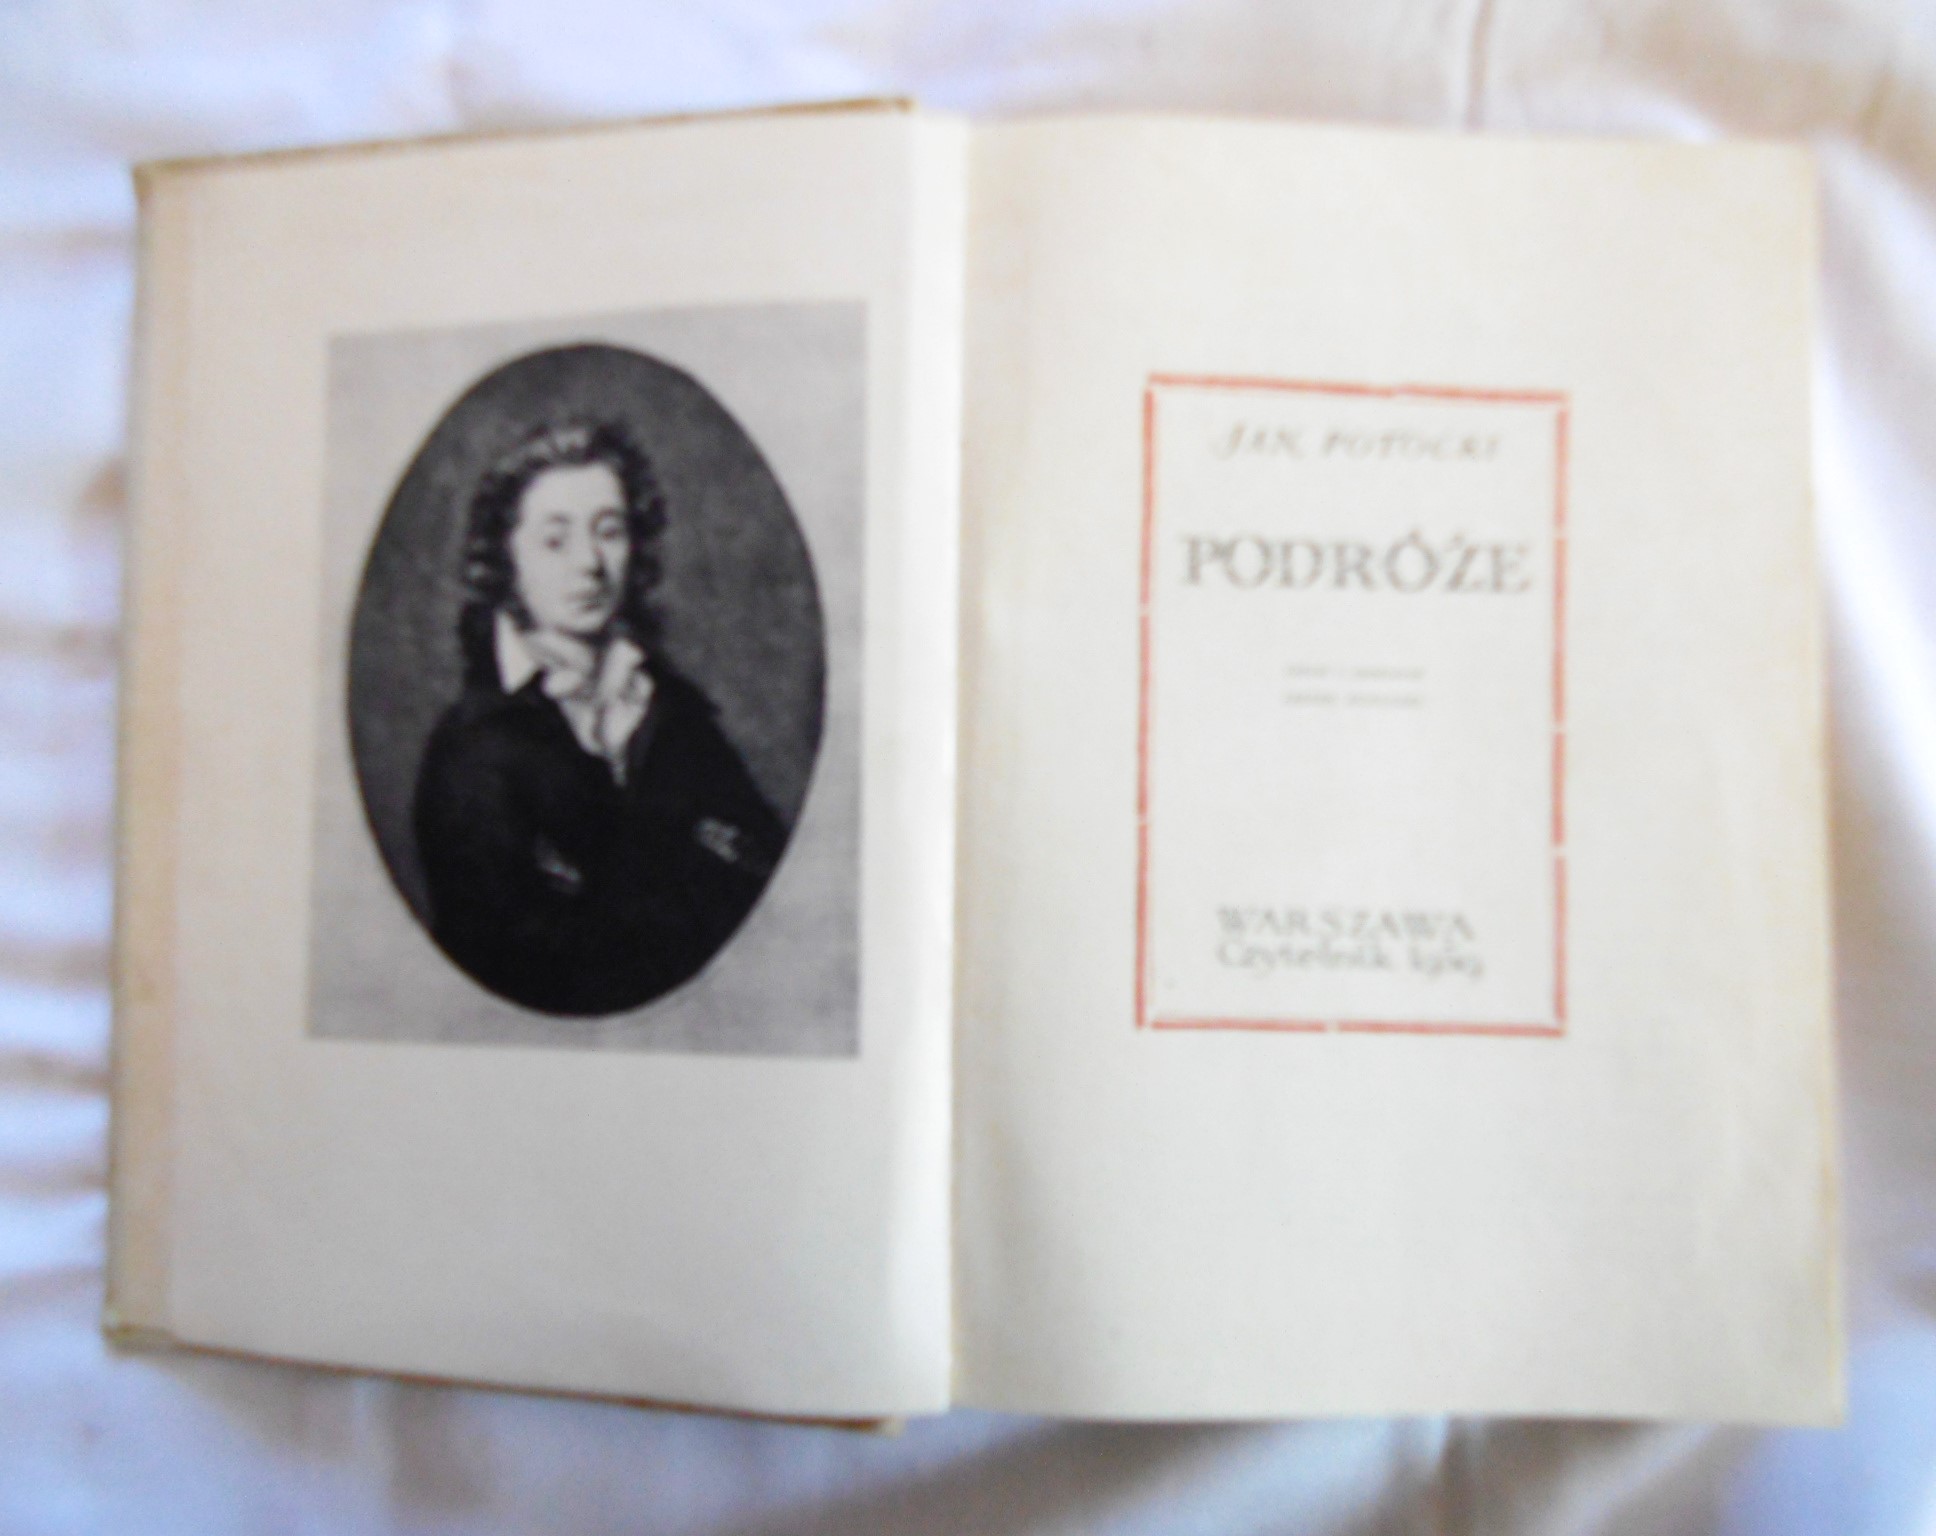 JAN POTOCKI
PODRÓŻE
WARSZAWA
Czytelnik 1959